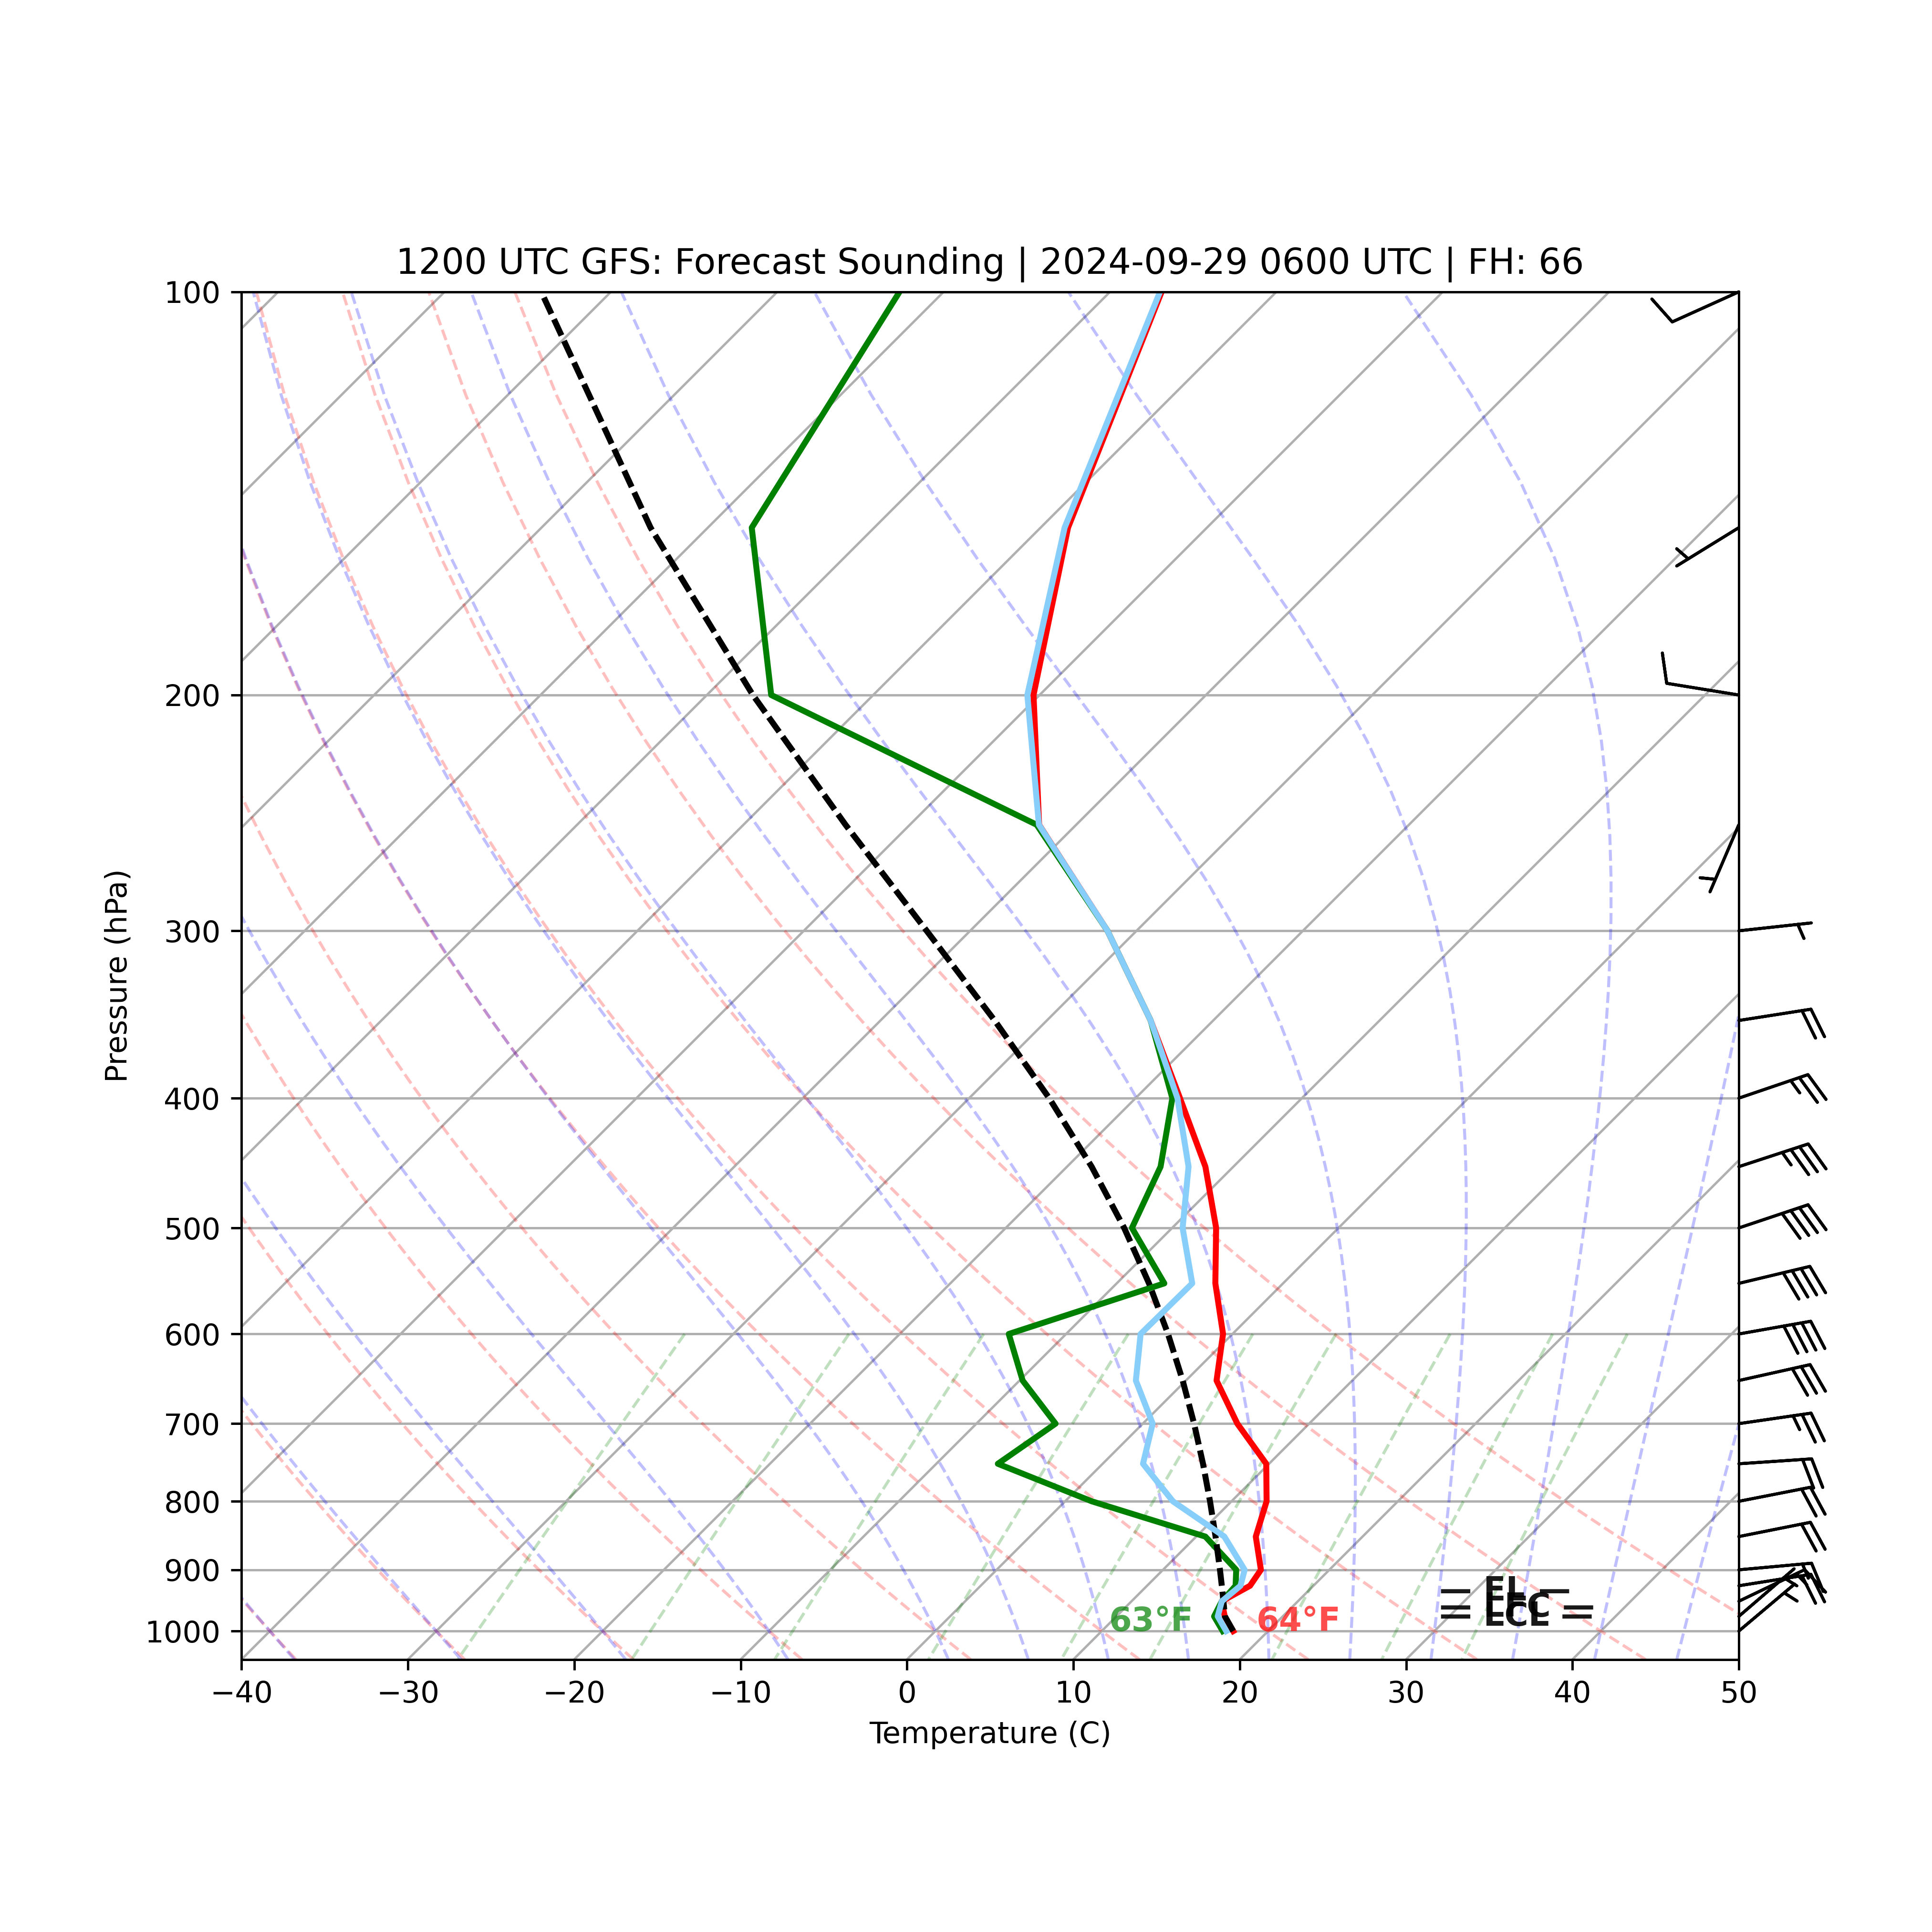 1200 UTC GFS: Forecast Sounding | 2024-09-29 0600 UTC | FH: 66
100
200
300
400
500
600
700
800
900
1000
Pressure (hPa)
EL
LFC
LCL
63°F
64°F
−40
−30
−20
−10
0
10
20
30
40
50
Temperature (C)